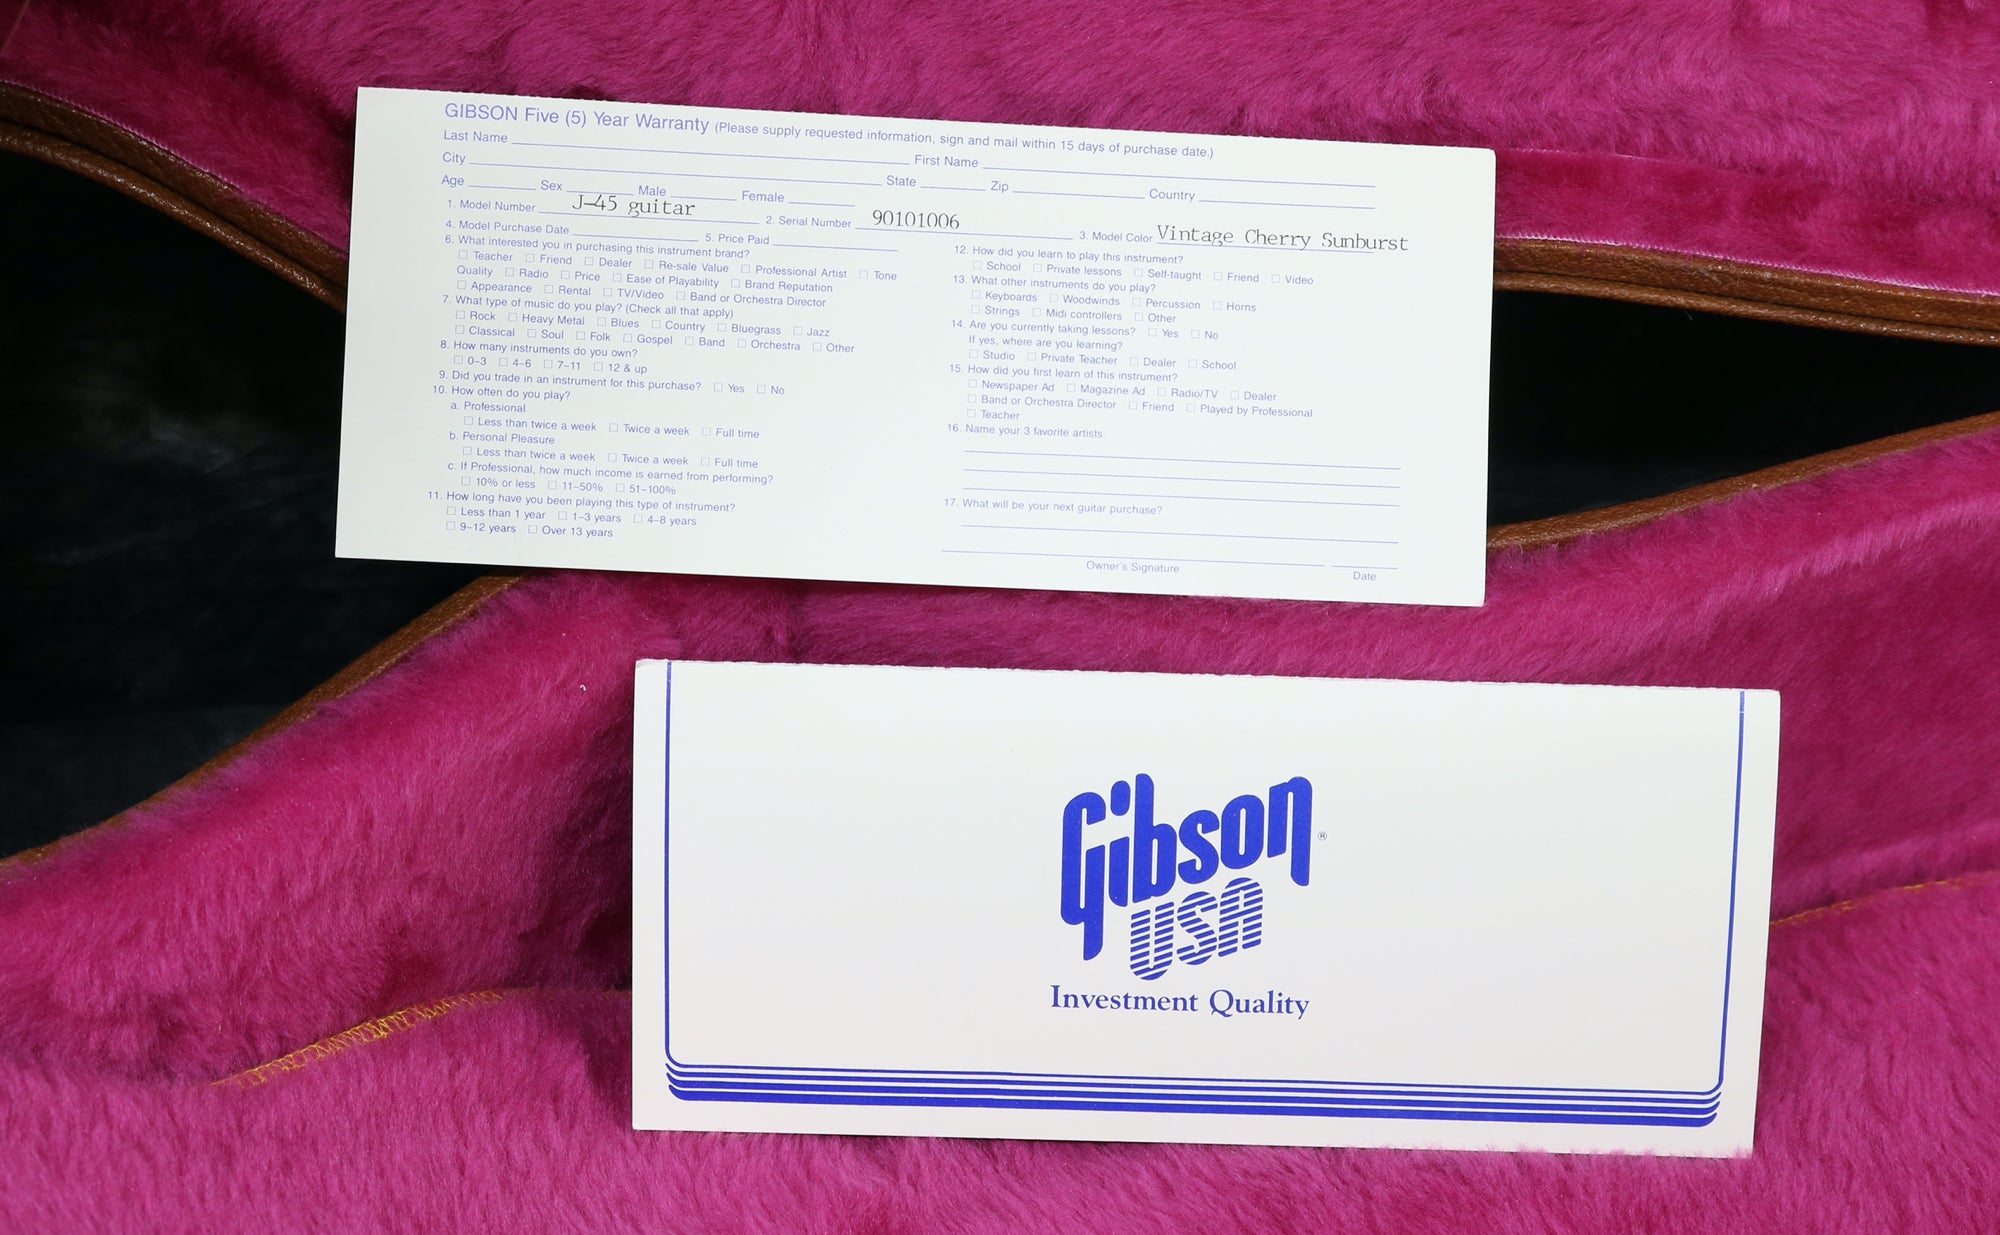 GIBSON Five (5) Year Warranty (Please supply requested information, sign and mail within 15 days of purchase date.)
Last Name First Name
City State Zip Country
Age Sex Male Female
1. Model Number J-45 guitar 2. Serial Number 90101006 3. Model Color Vintage Cherry Sunburst
4. Model Purchase Date 5. Price Paid
6. What interested you in purchasing this instrument brand?
□ Teacher □ Friend □ Dealer □ Re-sale Value □ Professional Artist □ Tone
Quality □ Radio □ Price □ Ease of Playability □ Brand Reputation
□ Appearance □ Rental □ TV/Video □ Band or Orchestra Director
7. What type of music do you play? (Check all that apply)
□ Rock □ Heavy Metal □ Blues □ Country □ Bluegrass □ Jazz
□ Classical □ Soul □ Folk □ Gospel □ Band □ Orchestra □ Other
8. How many instruments do you own?
□ 0–3 □ 4–6 □ 7–11 □ 12 & up
9. Did you trade in an instrument for this purchase? □ Yes □ No
10. How often do you play?
a. Professional
□ Less than twice a week □ Twice a week □ Full time
b. Personal Pleasure
□ Less than twice a week □ Twice a week □ Full time
c. If Professional, how much income is earned from performing?
□ 10% or less □ 11–50% □ 51–100%
11. How long have you been playing this type of instrument?
□ Less than 1 year □ 1–3 years □ 4–8 years
□ 9–12 years □ Over 13 years
12. How did you learn to play this instrument?
□ School □ Private lessons □ Self-taught □ Friend □ Video
13. What other instruments do you play?
□ Keyboards □ Woodwinds □ Percussion □ Horns
□ Strings □ Midi controllers □ Other
14. Are you currently taking lessons? □ Yes □ No
If yes, where are you learning?
□ Studio □ Private Teacher □ Dealer □ School
15. How did you first learn of this instrument?
□ Newspaper Ad □ Magazine Ad □ Radio/TV □ Dealer
□ Band or Orchestra Director □ Friend □ Played by Professional
□ Teacher
16. Name your 3 favorite artists.
17. What will be your next guitar purchase?
Owner's Signature Date
Gibson ®
USA
Investment Quality